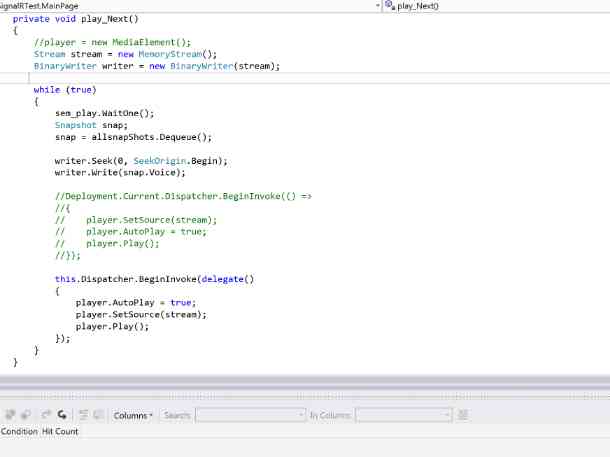 SignalRTest.MainPage
play_Next()
private void play_Next()
{
//player = new MediaElement();
Stream stream = new MemoryStream();
BinaryWriter writer = new BinaryWriter(stream);
while (true)
{
sem_play.WaitOne();
Snapshot snap;
snap = allsnapShots.Dequeue();
writer.Seek(0, SeekOrigin.Begin);
writer.Write(snap.Voice);
//Deployment.Current.Dispatcher.BeginInvoke(() =>
//{
//    player.SetSource(stream);
//    player.AutoPlay = true;
//    player.Play();
//}};
this.Dispatcher.BeginInvoke(delegate()
{
player.AutoPlay = true;
player.SetSource(stream);
player.Play();
});
}
}
Columns
Search:
In Column:
Condition Hit Count